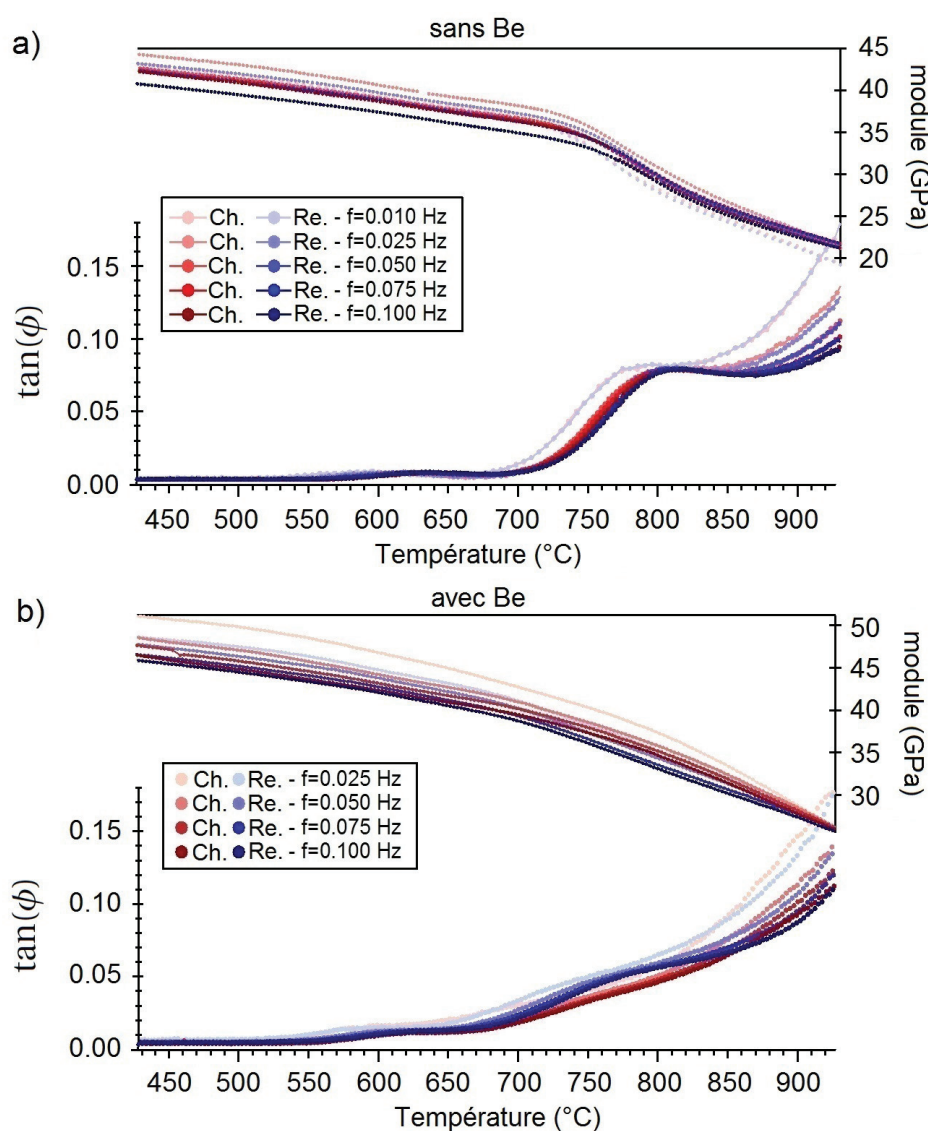 a)
sans Be
45
40
35
30
25
20
module (GPa)
Ch. Re. - f=0.010 Hz
Ch. Re. - f=0.025 Hz
Ch. Re. - f=0.050 Hz
Ch. Re. - f=0.075 Hz
Ch. Re. - f=0.100 Hz
0.15
0.10
0.05
0.00
tan(ϕ)
450 500 550 600 650 700 750 800 850 900
Température (°C)
b)
avec Be
50
45
40
35
30
module (GPa)
Ch. Re. - f=0.025 Hz
Ch. Re. - f=0.050 Hz
Ch. Re. - f=0.075 Hz
Ch. Re. - f=0.100 Hz
0.15
0.10
0.05
0.00
tan(ϕ)
450 500 550 600 650 700 750 800 850 900
Température (°C)